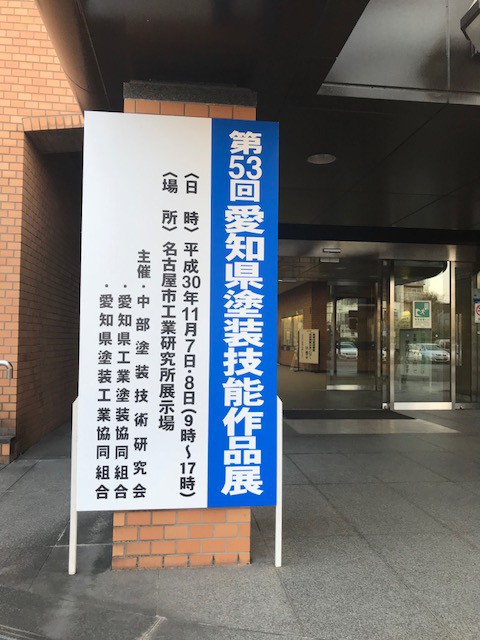 第53回愛知県塗装技能作品展
〈日時〉平成30年11月7日・8日(9時〜17時)
〈場所〉名古屋市工業研究所展示場
主催・中部塗装技術研究会
・愛知県工業塗装協同組合
・愛知県塗装工業協同組合